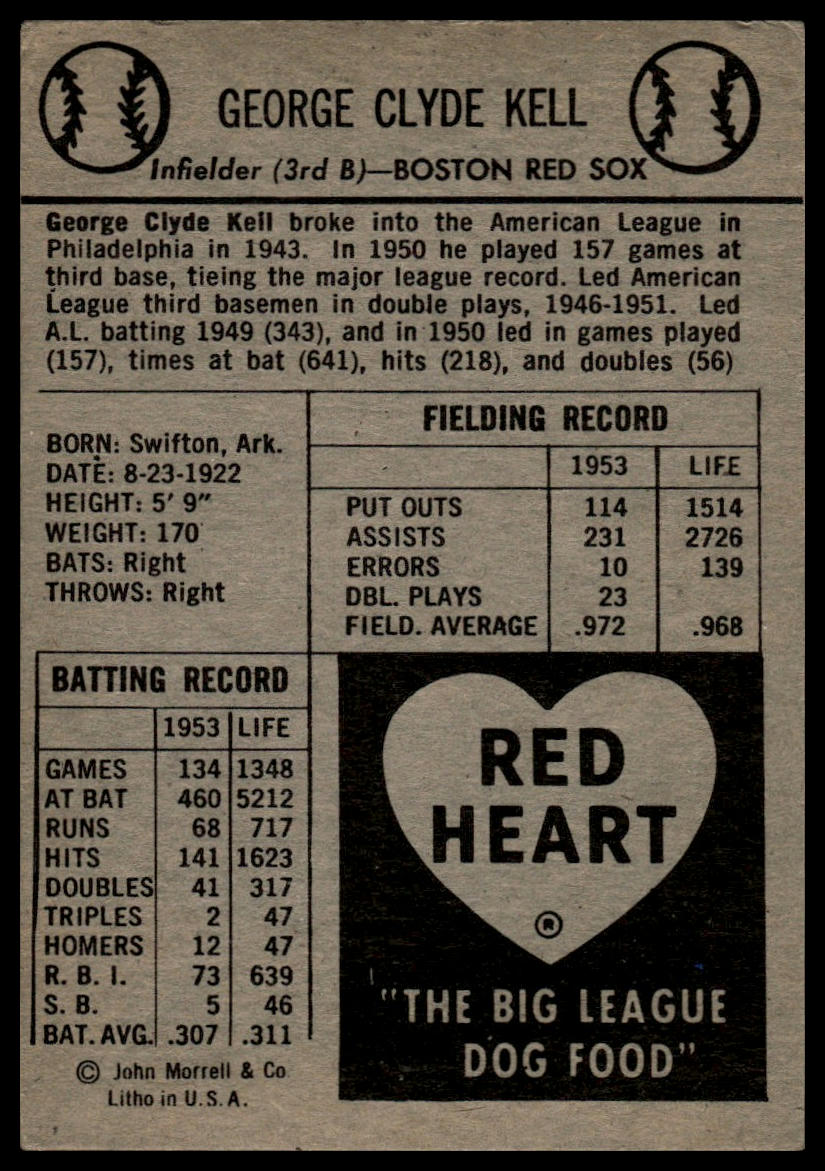 GEORGE CLYDE KELL
Infielder (3rd B)—BOSTON RED SOX
George Clyde Kell broke into the American League in
Philadelphia in 1943. In 1950 he played 157 games at
third base, tieing the major league record. Led American
League third basemen in double plays, 1946-1951. Led
A.L. batting 1949 (343), and in 1950 led in games played
(157), times at bat (641), hits (218), and doubles (56)
BORN: Swifton, Ark.
DATE: 8-23-1922
HEIGHT: 5' 9"
WEIGHT: 170
BATS: Right
THROWS: Right
FIELDING RECORD
1953 LIFE
PUT OUTS 114 1514
ASSISTS 231 2726
ERRORS 10 139
DBL. PLAYS 23
FIELD. AVERAGE .972 .968
BATTING RECORD
1953 LIFE
GAMES 134 1348
AT BAT 460 5212
RUNS 68 717
HITS 141 1623
DOUBLES 41 317
TRIPLES 2 47
HOMERS 12 47
R. B. I. 73 639
S. B. 5 46
BAT. AVG. .307 .311
© John Morrell & Co
Litho in U.S.A.
RED
HEART
®
"THE BIG LEAGUE
DOG FOOD"